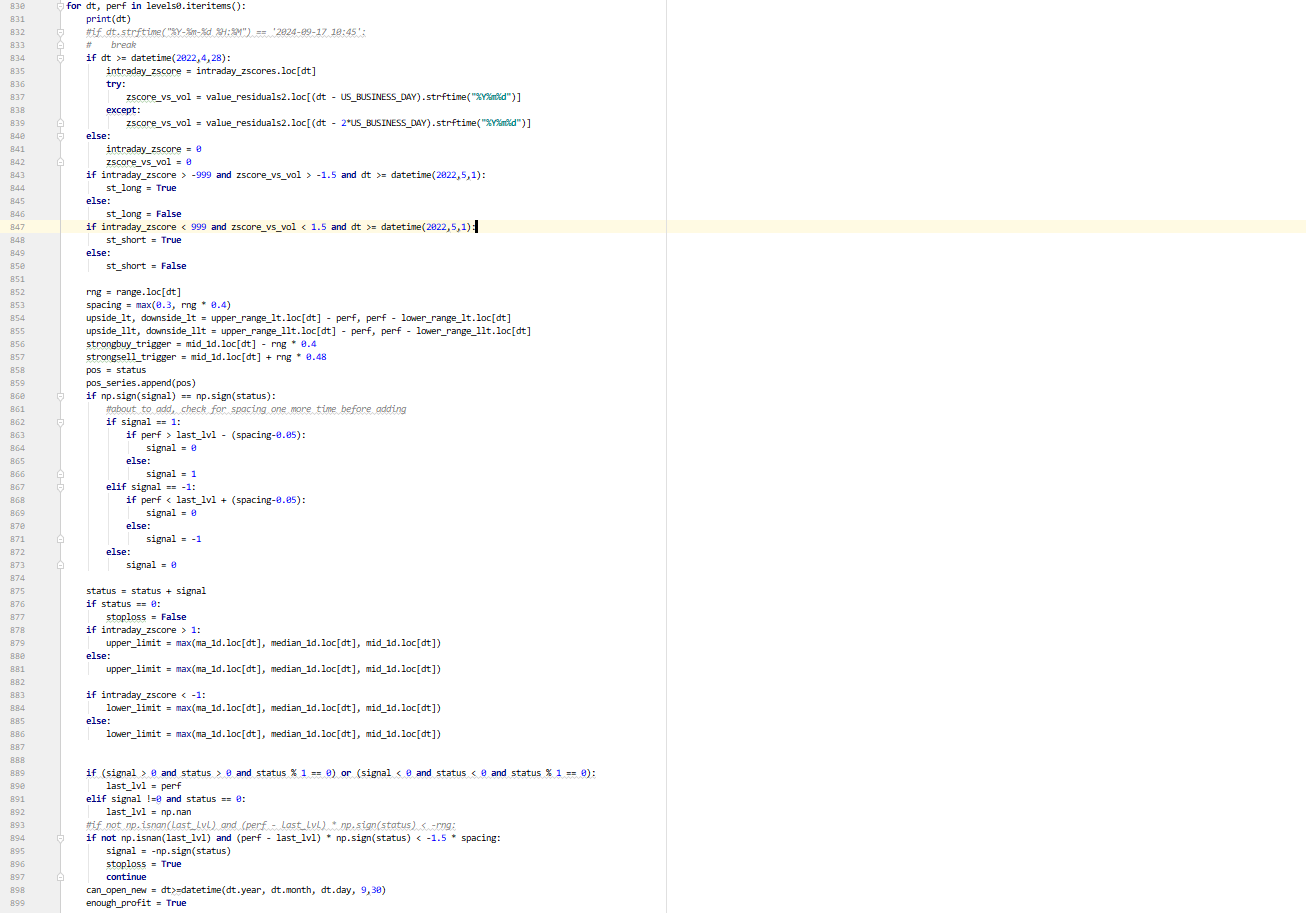 830 for dt, perf in levels0.iteritems():
831     print(dt)
832     #if dt.strftime("%Y-%m-%d %H:%M") == '2024-09-17 10:45':
833     #    break
834     if dt >= datetime(2022,4,28):
835         intraday_zscore = intraday_zscores.loc[dt]
836         try:
837             zscore_vs_vol = value_residuals2.loc[(dt - US_BUSINESS_DAY).strftime("%Y%m%d")]
838         except:
839             zscore_vs_vol = value_residuals2.loc[(dt - 2*US_BUSINESS_DAY).strftime("%Y%m%d")]
840     else:
841         intraday_zscore = 0
842         zscore_vs_vol = 0
843     if intraday_zscore > -999 and zscore_vs_vol > -1.5 and dt >= datetime(2022,5,1):
844         st_long = True
845     else:
846         st_long = False
847     if intraday_zscore < 999 and zscore_vs_vol < 1.5 and dt >= datetime(2022,5,1):
848         st_short = True
849     else:
850         st_short = False
851
852     rng = range.loc[dt]
853     spacing = max(0.3, rng * 0.4)
854     upside_lt, downside_lt = upper_range_lt.loc[dt] - perf, perf - lower_range_lt.loc[dt]
855     upside_llt, downside_llt = upper_range_llt.loc[dt] - perf, perf - lower_range_llt.loc[dt]
856     strongbuy_trigger = mid_1d.loc[dt] - rng * 0.4
857     strongsell_trigger = mid_1d.loc[dt] + rng * 0.48
858     pos = status
859     pos_series.append(pos)
860     if np.sign(signal) == np.sign(status):
861         #about to add, check for spacing one more time before adding
862         if signal == 1:
863             if perf > last_lvl - (spacing-0.05):
864                 signal = 0
865             else:
866                 signal = 1
867         elif signal == -1:
868             if perf < last_lvl + (spacing-0.05):
869                 signal = 0
870             else:
871                 signal = -1
872         else:
873             signal = 0
874
875     status = status + signal
876     if status == 0:
877         stoploss = False
878     if intraday_zscore > 1:
879         upper_limit = max(ma_1d.loc[dt], median_1d.loc[dt], mid_1d.loc[dt])
880     else:
881         upper_limit = max(ma_1d.loc[dt], median_1d.loc[dt], mid_1d.loc[dt])
882
883     if intraday_zscore < -1:
884         lower_limit = max(ma_1d.loc[dt], median_1d.loc[dt], mid_1d.loc[dt])
885     else:
886         lower_limit = max(ma_1d.loc[dt], median_1d.loc[dt], mid_1d.loc[dt])
887
888
889     if (signal > 0 and status > 0 and status % 1 == 0) or (signal < 0 and status < 0 and status % 1 == 0):
890         last_lvl = perf
891     elif signal !=0 and status == 0:
892         last_lvl = np.nan
893     #if not np.isnan(last_lvl) and (perf - last_lvl) * np.sign(status) < -rng:
894     if not np.isnan(last_lvl) and (perf - last_lvl) * np.sign(status) < -1.5 * spacing:
895         signal = -np.sign(status)
896         stoploss = True
897         continue
898     can_open_new = dt>=datetime(dt.year, dt.month, dt.day, 9,30)
899     enough_profit = True